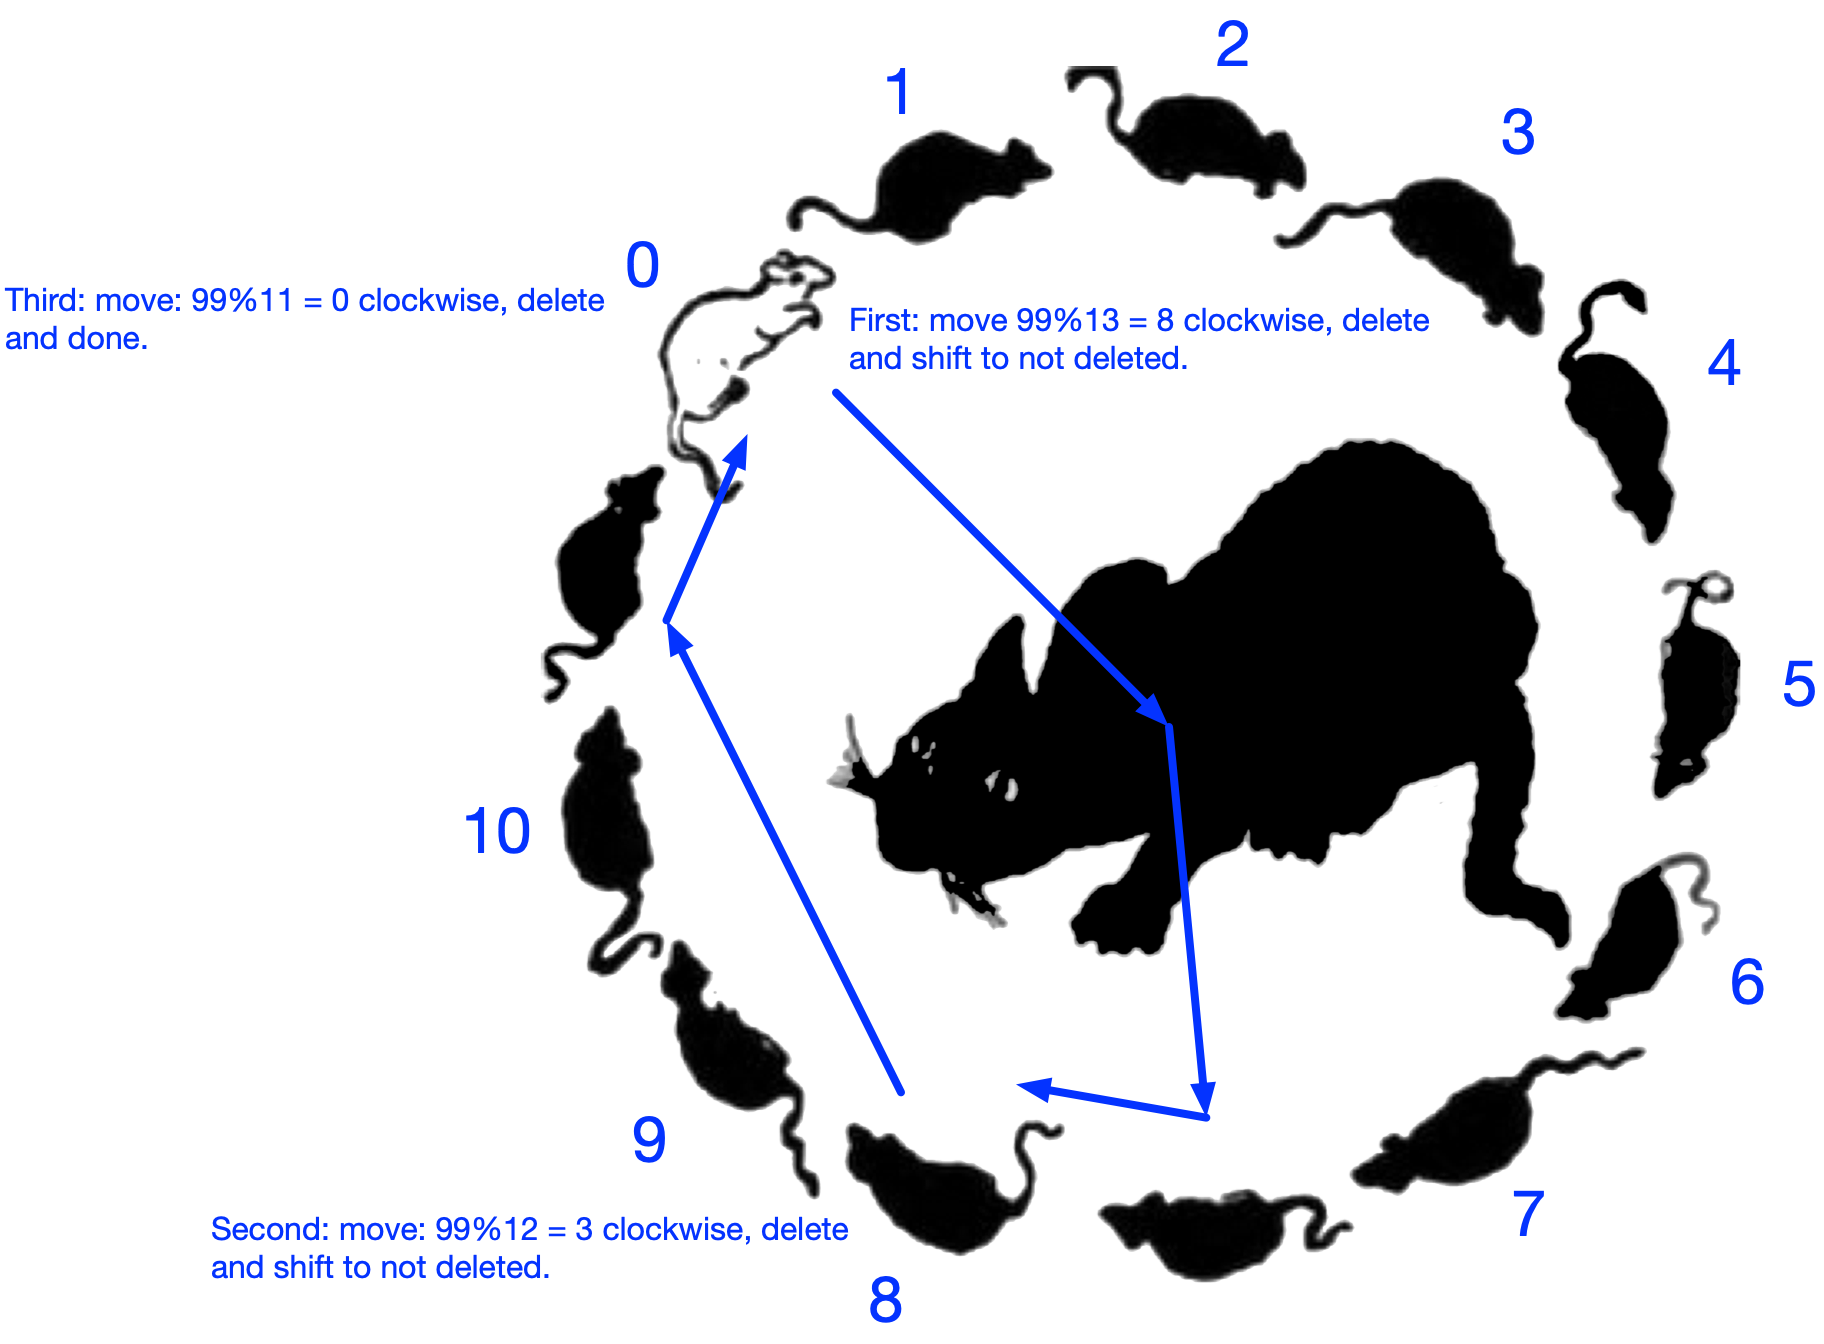 2
1
3
0
Third: move: 99%11 = 0 clockwise, delete
and done.
First: move 99%13 = 8 clockwise, delete
and shift to not deleted.
4
5
10
6
9
7
Second: move: 99%12 = 3 clockwise, delete
and shift to not deleted.
8